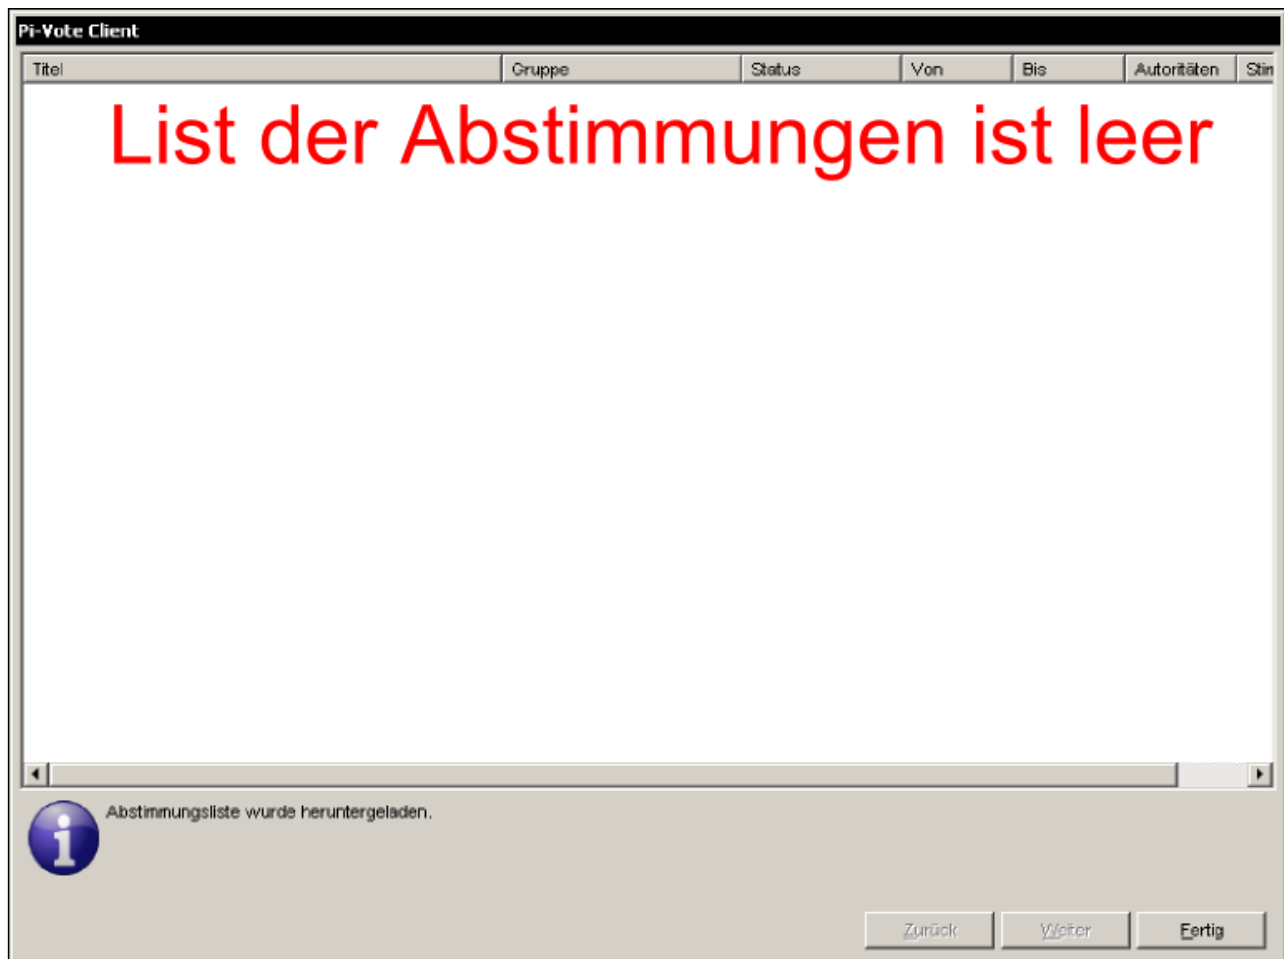 Pi-Vote Client
Titel Gruppe Status Von Bis Autoritäten Stim
List der Abstimmungen ist leer
Abstimmungsliste wurde heruntergeladen.
Zurück Weiter Fertig